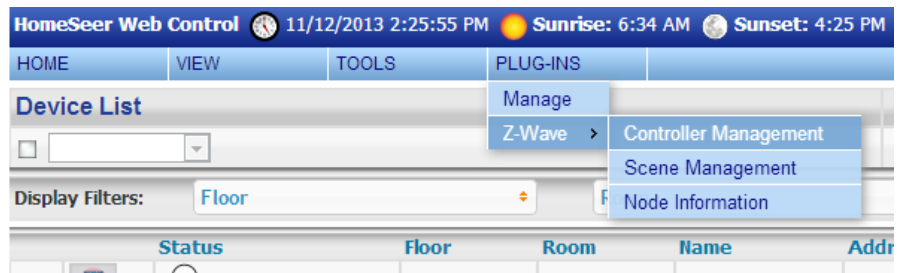 HomeSeer Web Control 11/12/2013 2:25:55 PM Sunrise: 6:34 AM Sunset: 4:25 PM
HOME VIEW TOOLS PLUG-INS
Device List
Manage
Z-Wave
Controller Management
Scene Management
Node Information
Display Filters: Floor
Status Floor Room Name